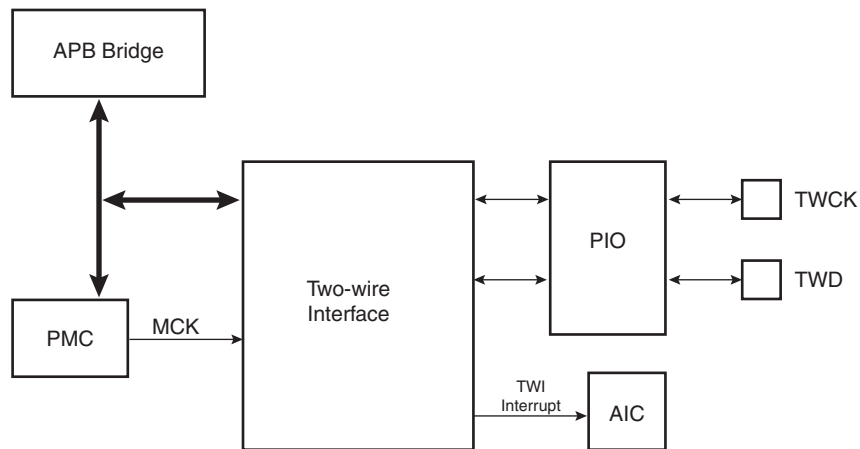 APB Bridge
TWCK
PIO
TWD
Two-wire
Interface
MCK
PMC
TWI
Interrupt
AIC